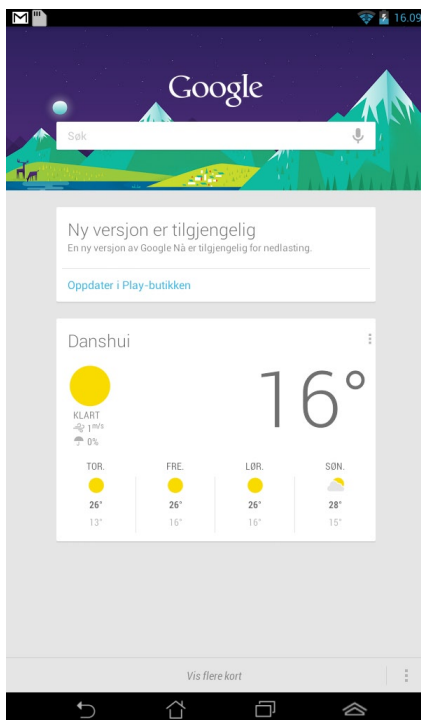 16.09
Google
Søk
Ny versjon er tilgjengelig
En ny versjon av Google Nå er tilgjengelig for nedlasting.
Oppdater i Play-butikken
Danshui
16°
KLART
1m/s
0%
TOR. FRE. LØR. SØN.
26° 26° 26° 28°
13° 16° 16° 15°
Vis flere kort